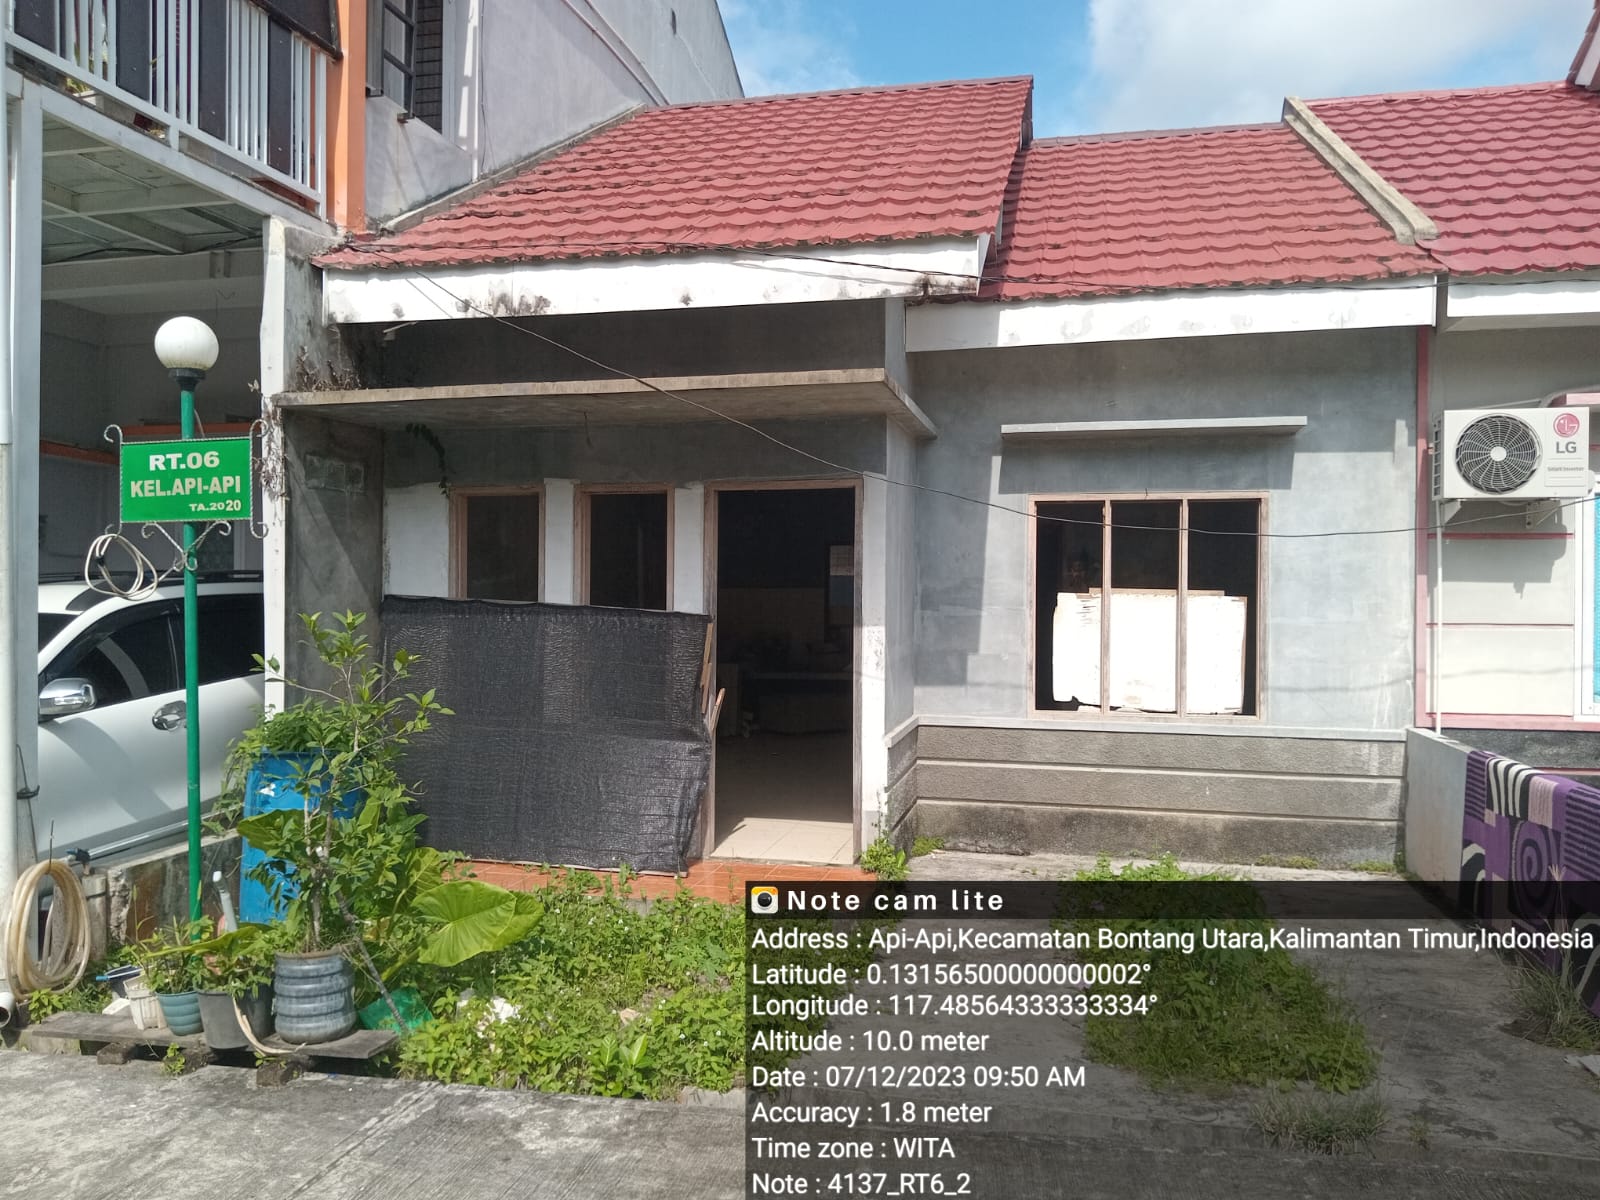 RT.06
KEL.API-API
TA.2020
LG
Note cam lite
Address : Api-Api,Kecamatan Bontang Utara,Kalimantan Timur,Indonesia
Latitude : 0.13156500000000002°
Longitude : 117.48564333333334°
Altitude : 10.0 meter
Date : 07/12/2023 09:50 AM
Accuracy : 1.8 meter
Time zone : WITA
Note : 4137_RT6_2